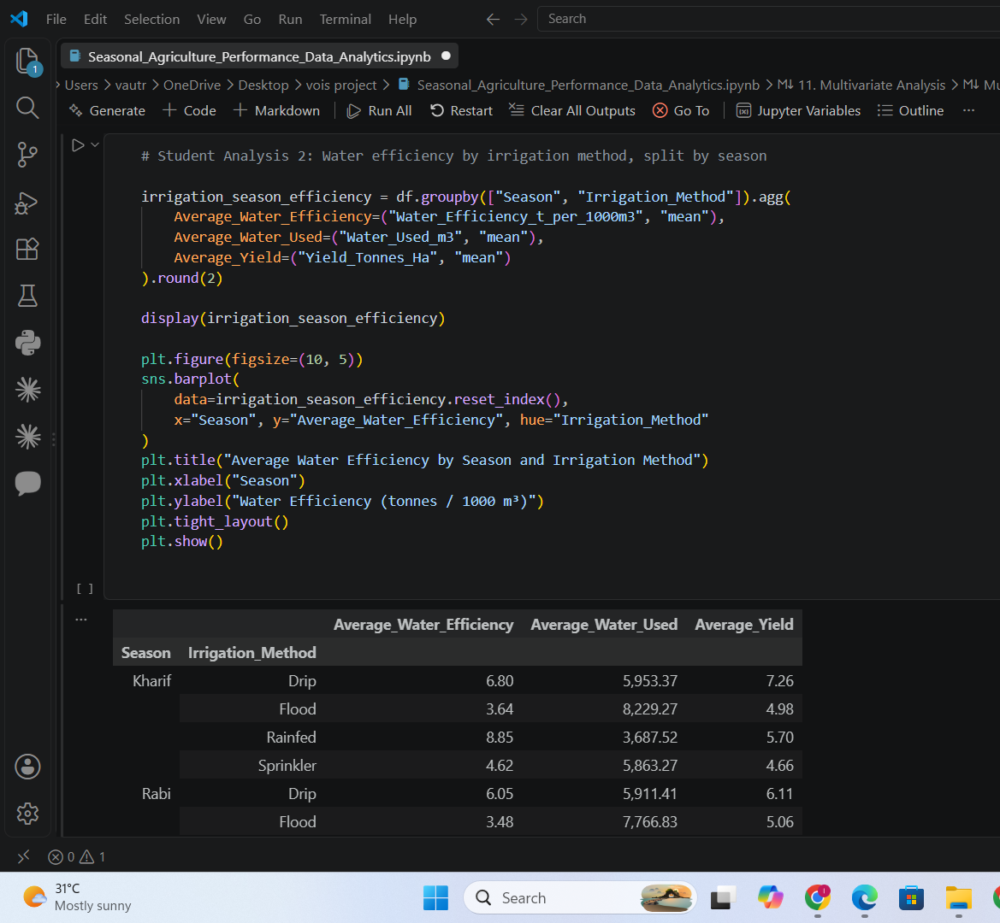 File Edit Selection View Go Run Terminal Help
Search
Seasonal_Agriculture_Performance_Data_Analytics.ipynb
1
Users > vautr > OneDrive > Desktop > vois project > Seasonal_Agriculture_Performance_Data_Analytics.ipynb > M↓ 11. Multivariate Analysis > M↓ Mu
Generate + Code + Markdown Run All Restart Clear All Outputs Go To Jupyter Variables Outline ...
# Student Analysis 2: Water efficiency by irrigation method, split by season
irrigation_season_efficiency = df.groupby(["Season", "Irrigation_Method"]).agg(
Average_Water_Efficiency=("Water_Efficiency_t_per_1000m3", "mean"),
Average_Water_Used=("Water_Used_m3", "mean"),
Average_Yield=("Yield_Tonnes_Ha", "mean")
).round(2)
display(irrigation_season_efficiency)
plt.figure(figsize=(10, 5))
sns.barplot(
data=irrigation_season_efficiency.reset_index(),
x="Season", y="Average_Water_Efficiency", hue="Irrigation_Method"
)
plt.title("Average Water Efficiency by Season and Irrigation Method")
plt.xlabel("Season")
plt.ylabel("Water Efficiency (tonnes / 1000 m³)")
plt.tight_layout()
plt.show()
[ ]
...
Average_Water_Efficiency Average_Water_Used Average_Yield
Season Irrigation_Method
Kharif Drip 6.80 5,953.37 7.26
Flood 3.64 8,229.27 4.98
Rainfed 8.85 3,687.52 5.70
Sprinkler 4.62 5,863.27 4.66
Rabi Drip 6.05 5,911.41 6.11
Flood 3.48 7,766.83 5.06
0 1
31°C
Mostly sunny
Search
1